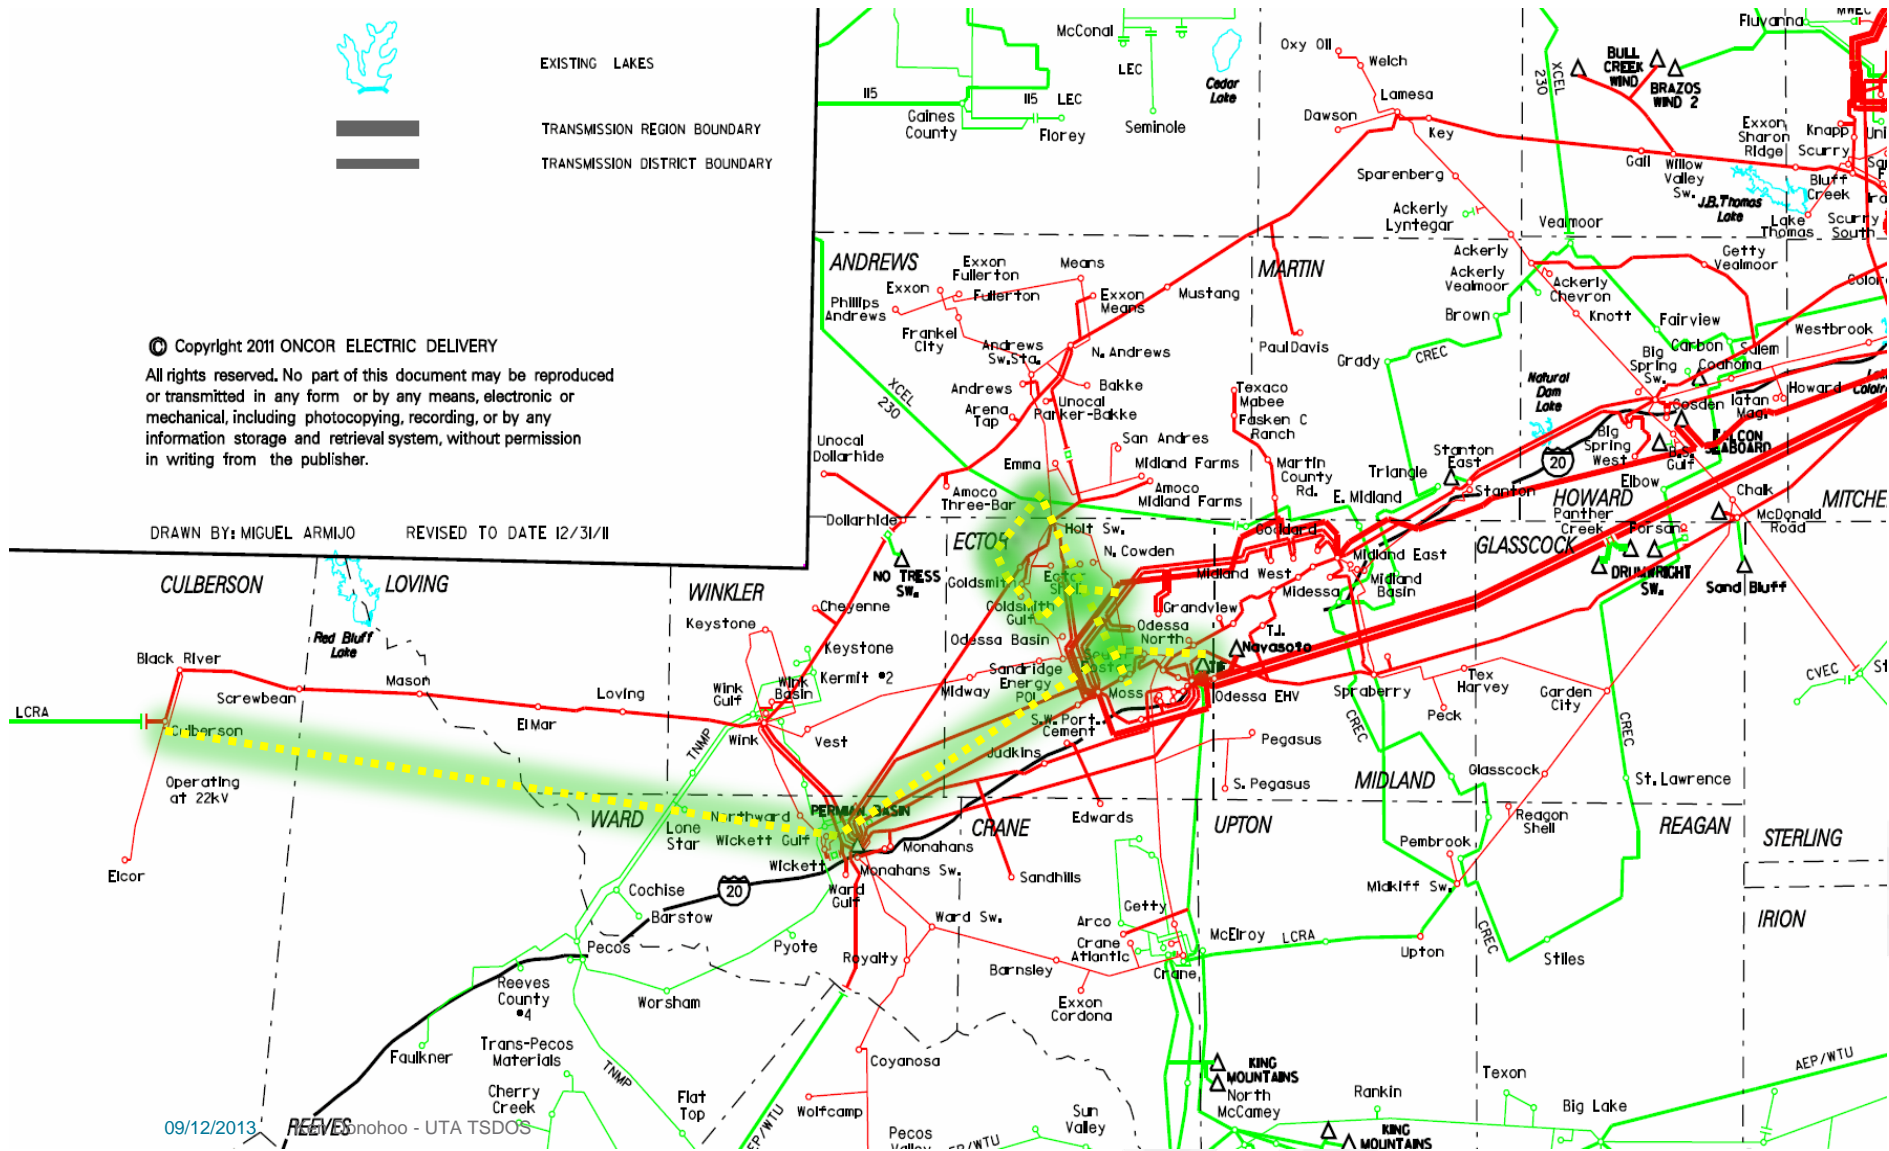 EXISTING LAKES
TRANSMISSION REGION BOUNDARY
TRANSMISSION DISTRICT BOUNDARY
© Copyright 2011 ONCOR ELECTRIC DELIVERY
All rights reserved. No part of this document may be reproduced
or transmitted in any form or by any means, electronic or
mechanical, including photocopying, recording, or by any
information storage and retrieval system, without permission
in writing from the publisher.
DRAWN BY: MIGUEL ARMIJO REVISED TO DATE 12/31/11
McConal
LEC
Cedar
Lake
115
115 LEC
Gaines
County
Florey
Seminole
Oxy Oil
Welch
Lamesa
Dawson
Key
Sparenberg
Ackerly
Lyntegar
XCEL
230
BULL
CREEK
WIND
BRAZOS
WIND 2
Fluvanna
MWEC
Exxon
Sharon
Ridge
Knapp
Scurry
Gail
Willow
Valley
Sw.
Bluff
Creek
J.B.Thomas
Lake
Lake
Thomas
Scurry
South
Vealmoor
ANDREWS
MARTIN
Exxon
Fullerton
Means
Exxon
Fullerton
Exxon
Means
Mustang
Phillips
Andrews
Frankel
City
Andrews
Sw.Sta.
N. Andrews
Andrews
Bakke
Arena
Tap
Unocal
Parker-Bakke
XCEL
230
Unocal
Dollarhide
Emma
San Andres
Midland Farms
Amoco
Midland Farms
Amoco
Three-Bar
Dollarhide
Paul Davis
Texaco
Mabee
Fasken C
Ranch
Martin
County
Rd.
Ackerly
Ackerly
Vealmoor
Ackerly
Chevron
Getty
Vealmoor
Brown
Knott
Grady
CREC
Fairview
Carbon
Salem
Big
Spring
Sw.
Coahoma
Westbrook
Howard
Iatan
Mag.
Cosden
Natural
Dam
Lake
Big
Spring
West
B.S.
Gulf
FALCON
SEABOARD
20
Stanton
East
Triangle
Stanton
E. Midland
Elbow
HOWARD
Chalk
Panther
Creek
Forsan
McDonald
Road
GLASSCOCK
Sand Bluff
ECTOR
Holt Sw.
N. Cowden
Goddard
Midland East
Midland West
Midland
Basin
Midessa
Goldsmith
Goldsmith
Gulf
Grandview
Odessa
North
T.I.
Navasota
Odessa Basin
Sandridge
Energy
Midway
Moss
Odessa EHV
S.W. Port.
Cement
Judkins
NO TRESS
SW.
CULBERSON
LOVING
WINKLER
Red Bluff
Lake
Cheyenne
Keystone
Keystone
Kermit #2
Wink
Gulf
Wink
Basin
Wink
Vest
Black River
Screwbean
Mason
El Mar
Loving
LCRA
Culberson
Operating
at 22kV
Elcor
TNMP
WARD
Northward
PERMIAN BASIN
Wickett Gulf
Lone
Star
Wickett
Monahans
Monahans Sw.
Ward
Gulf
20
Cochise
Barstow
Pecos
Pyote
Royalty
Ward Sw.
Barnsley
CRANE
Edwards
Sandhills
Pegasus
S. Pegasus
Spraberry
Tex
Harvey
Peck
Garden
City
CREC
CREC
CVEC
MIDLAND
Glasscock
St. Lawrence
UPTON
Reagan
Shell
REAGAN
STERLING
IRION
Pembrook
Midkiff Sw.
Getty
Arco
Crane
Atlantic
McElroy
LCRA
Crane
Upton
CREC
Stiles
Exxon
Cordona
Reeves
County
#4
Worsham
Faulkner
Trans-Pecos
Materials
Cherry
Creek
TNMP
Flat
Top
Coyanosa
Wolfcamp
Pecos
Sun
Valley
KING
MOUNTAINS
North
McCamey
Rankin
KING
MOUNTAINS
Texon
Big Lake
AEP/WTU
REEVES
09/12/2013
Donohoo - UTA TSDOS